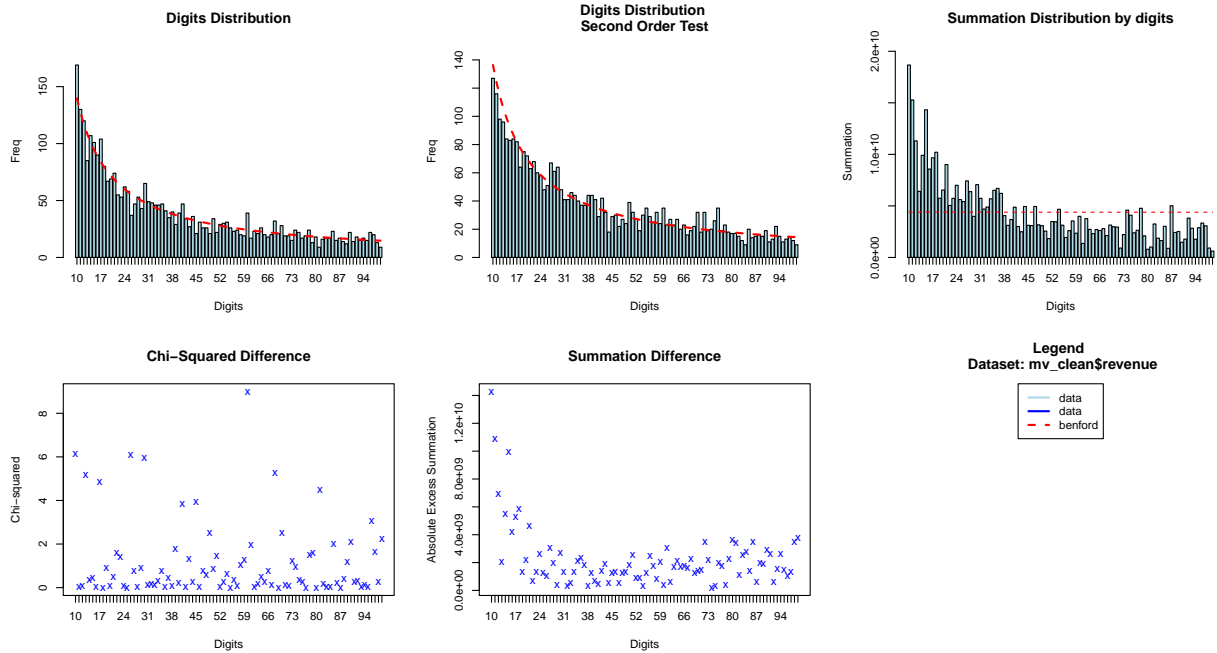 Digits Distribution
Freq
0
50
100
150
10 17 24 31 38 45 52 59 66 73 80 87 94
Digits
Digits Distribution
Second Order Test
Freq
0
20
40
60
80
100
120
140
10 17 24 31 38 45 52 59 66 73 80 87 94
Digits
Summation Distribution by digits
Summation
0.0e+00
1.0e+10
2.0e+10
10 17 24 31 38 45 52 59 66 73 80 87 94
Digits
Chi−Squared Difference
Chi−squared
0
2
4
6
8
10 17 24 31 38 45 52 59 66 73 80 87 94
Digits
Summation Difference
Absolute Excess Summation
0.0e+00
4.0e+09
8.0e+09
1.2e+10
10 17 24 31 38 45 52 59 66 73 80 87 94
Digits
Legend
Dataset: mv_clean$revenue
data
data
benford